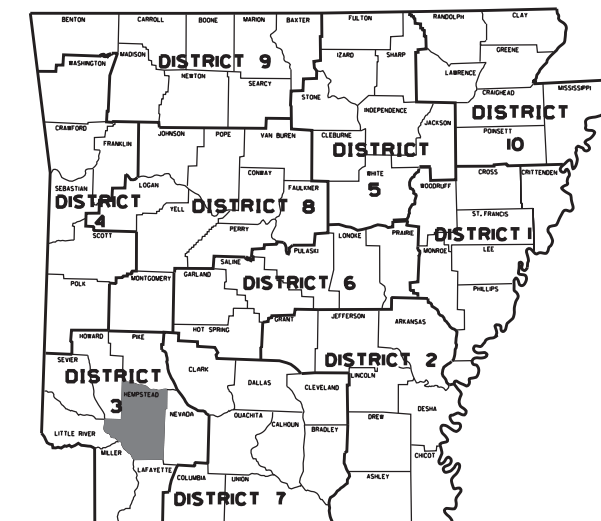 BENTON CARROLL BOONE MARION BAXTER FULTON RANDOLPH CLAY
WASHINGTON MADISON DISTRICT 9 IZARD SHARP GREENE
NEWTON SEARCY LAWRENCE
STONE CRAIGHEAD MISSISSIPPI
INDEPENDENCE DISTRICT
CRAWFORD JOHNSON POPE VAN BUREN CLEBURNE JACKSON POINSETT
FRANKLIN DISTRICT 10
CONWAY WHITE CROSS CRITTENDEN
SEBASTIAN LOGAN FAULKNER 5 WOODRUFF
DISTRICT YELL DISTRICT 8 ST. FRANCIS
4 PERRY
SCOTT LONOKE PRAIRIE DISTRICT 1
PULASKI MONROE LEE
SALINE
POLK MONTGOMERY GARLAND DISTRICT 6 PHILLIPS
HOT SPRING GRANT JEFFERSON ARKANSAS
HOWARD PIKE
SEVIER DISTRICT 2
DISTRICT CLARK LINCOLN
DALLAS CLEVELAND
3 HEMPSTEAD
NEVADA OUACHITA DREW DESHA
LITTLE RIVER CALHOUN BRADLEY
MILLER CHICOT
LAFAYETTE COLUMBIA UNION ASHLEY
DISTRICT 7